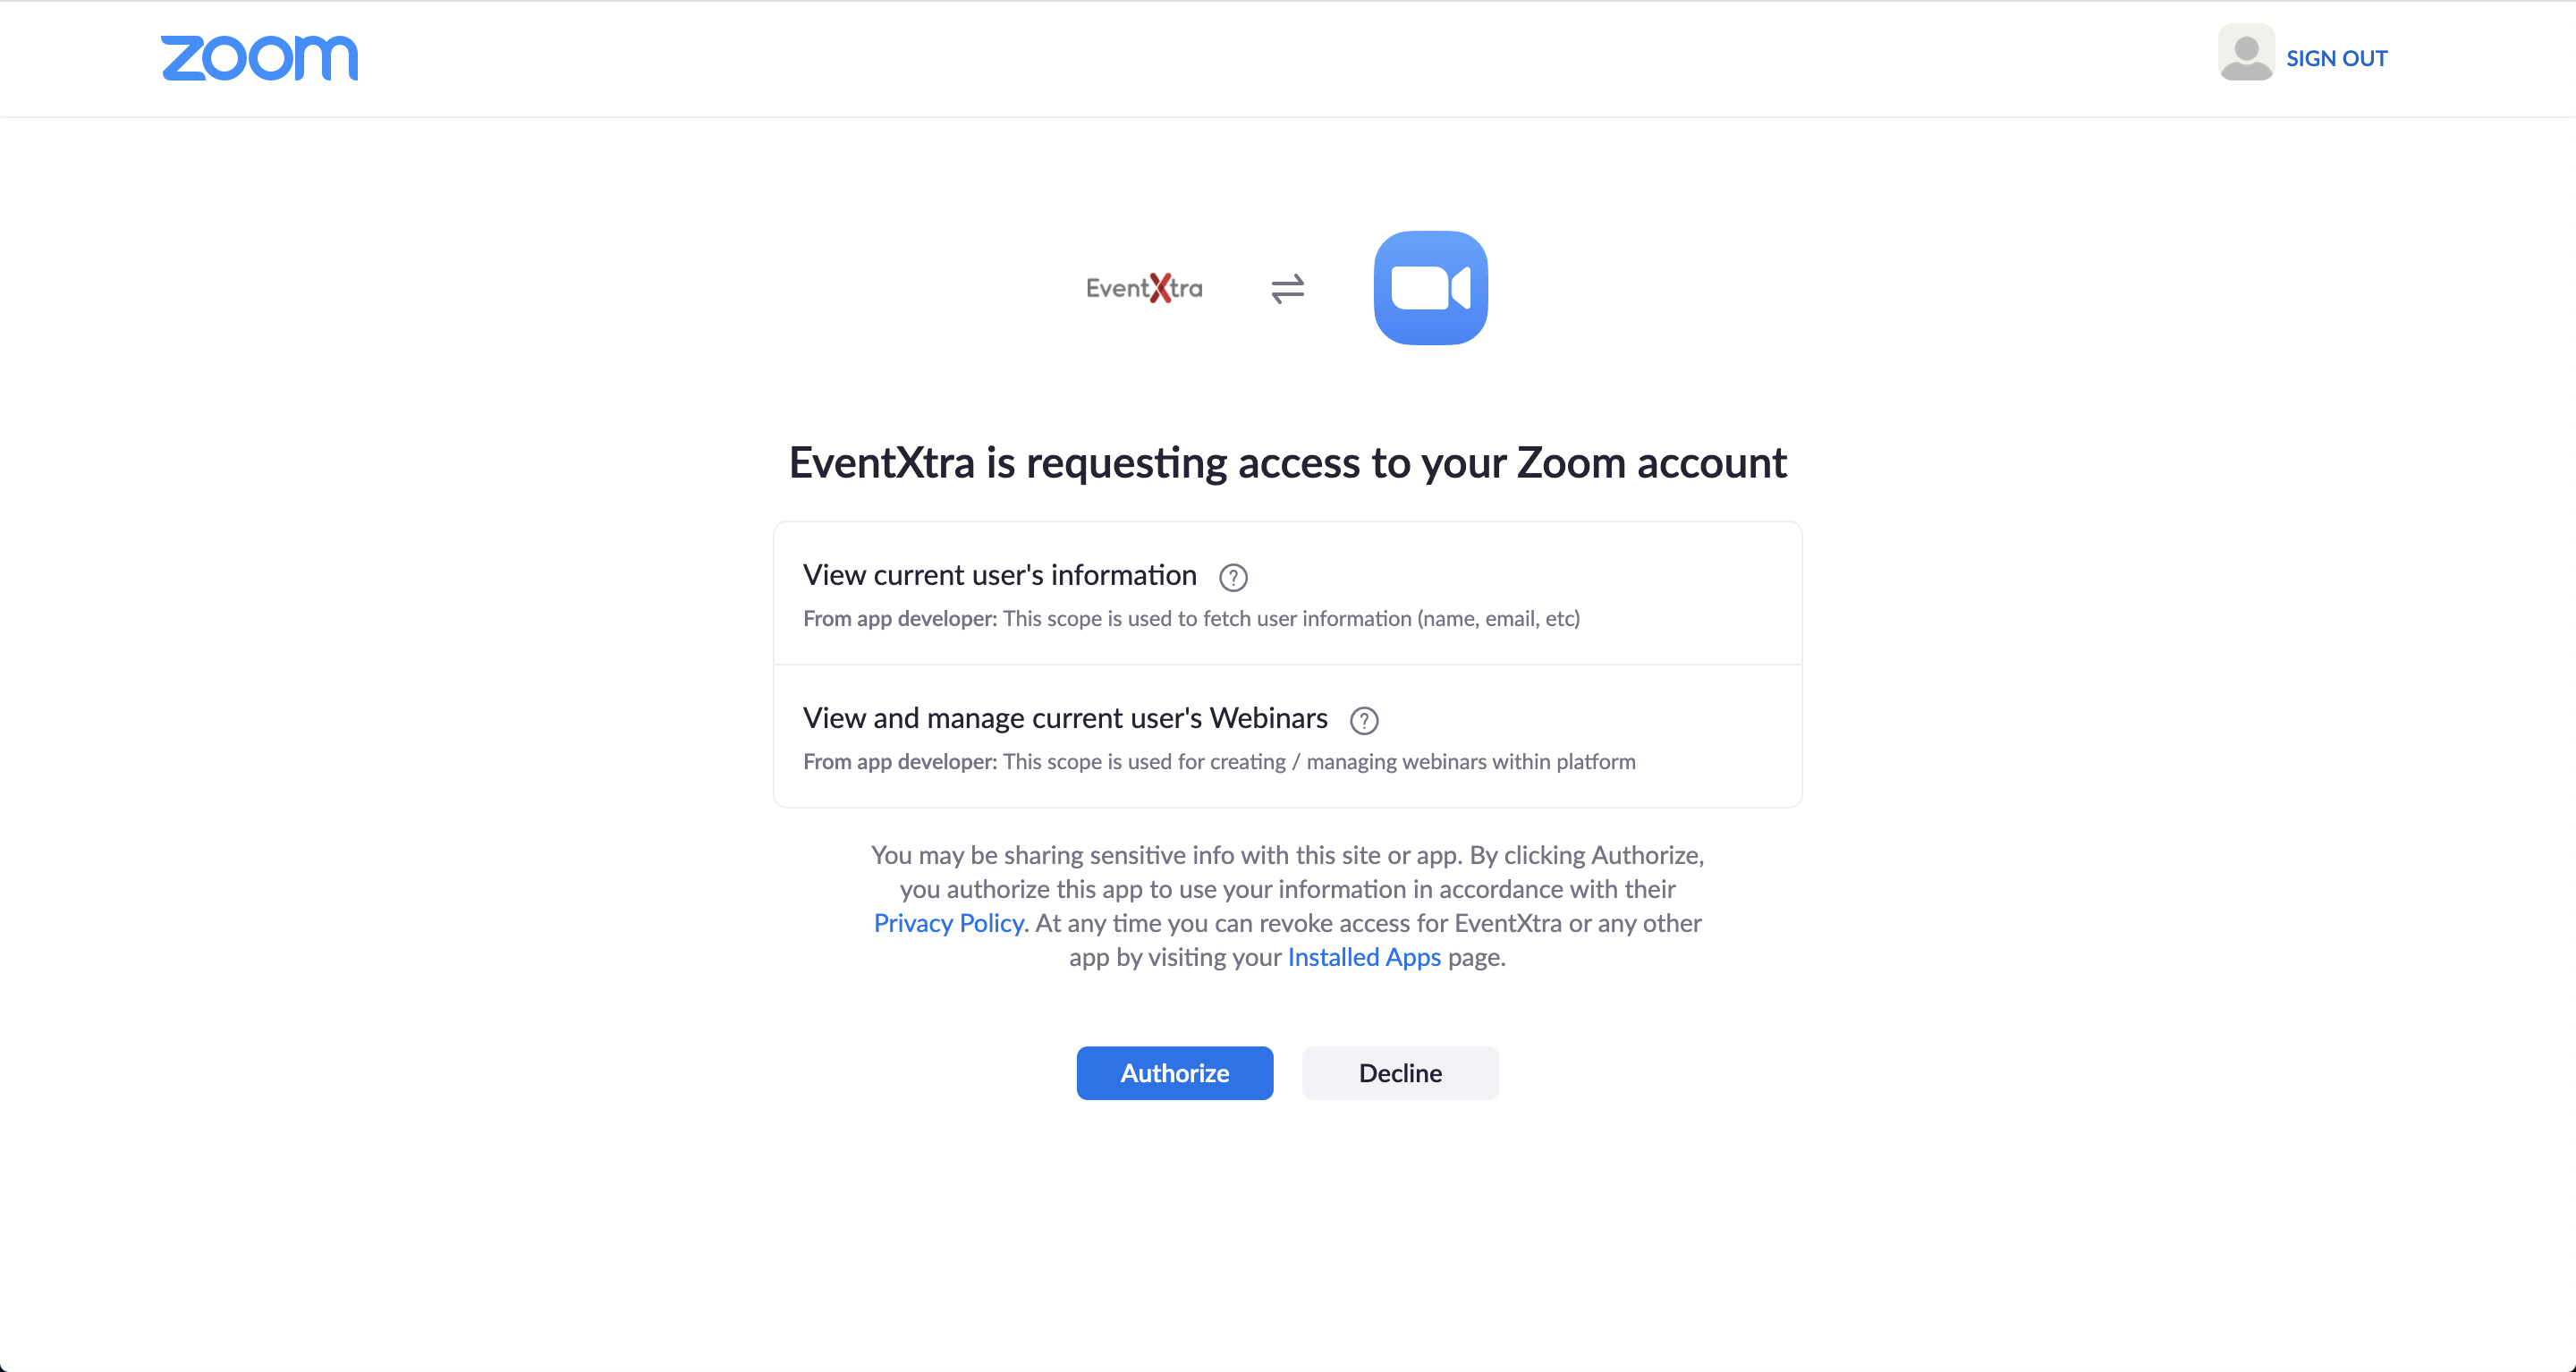 zoom
SIGN OUT
EventXtra
EventXtra is requesting access to your Zoom account
View current user's information ?
From app developer: This scope is used to fetch user information (name, email, etc)
View and manage current user's Webinars ?
From app developer: This scope is used for creating / managing webinars within platform
You may be sharing sensitive info with this site or app. By clicking Authorize,
you authorize this app to use your information in accordance with their
Privacy Policy. At any time you can revoke access for EventXtra or any other
app by visiting your Installed Apps page.
Authorize
Decline